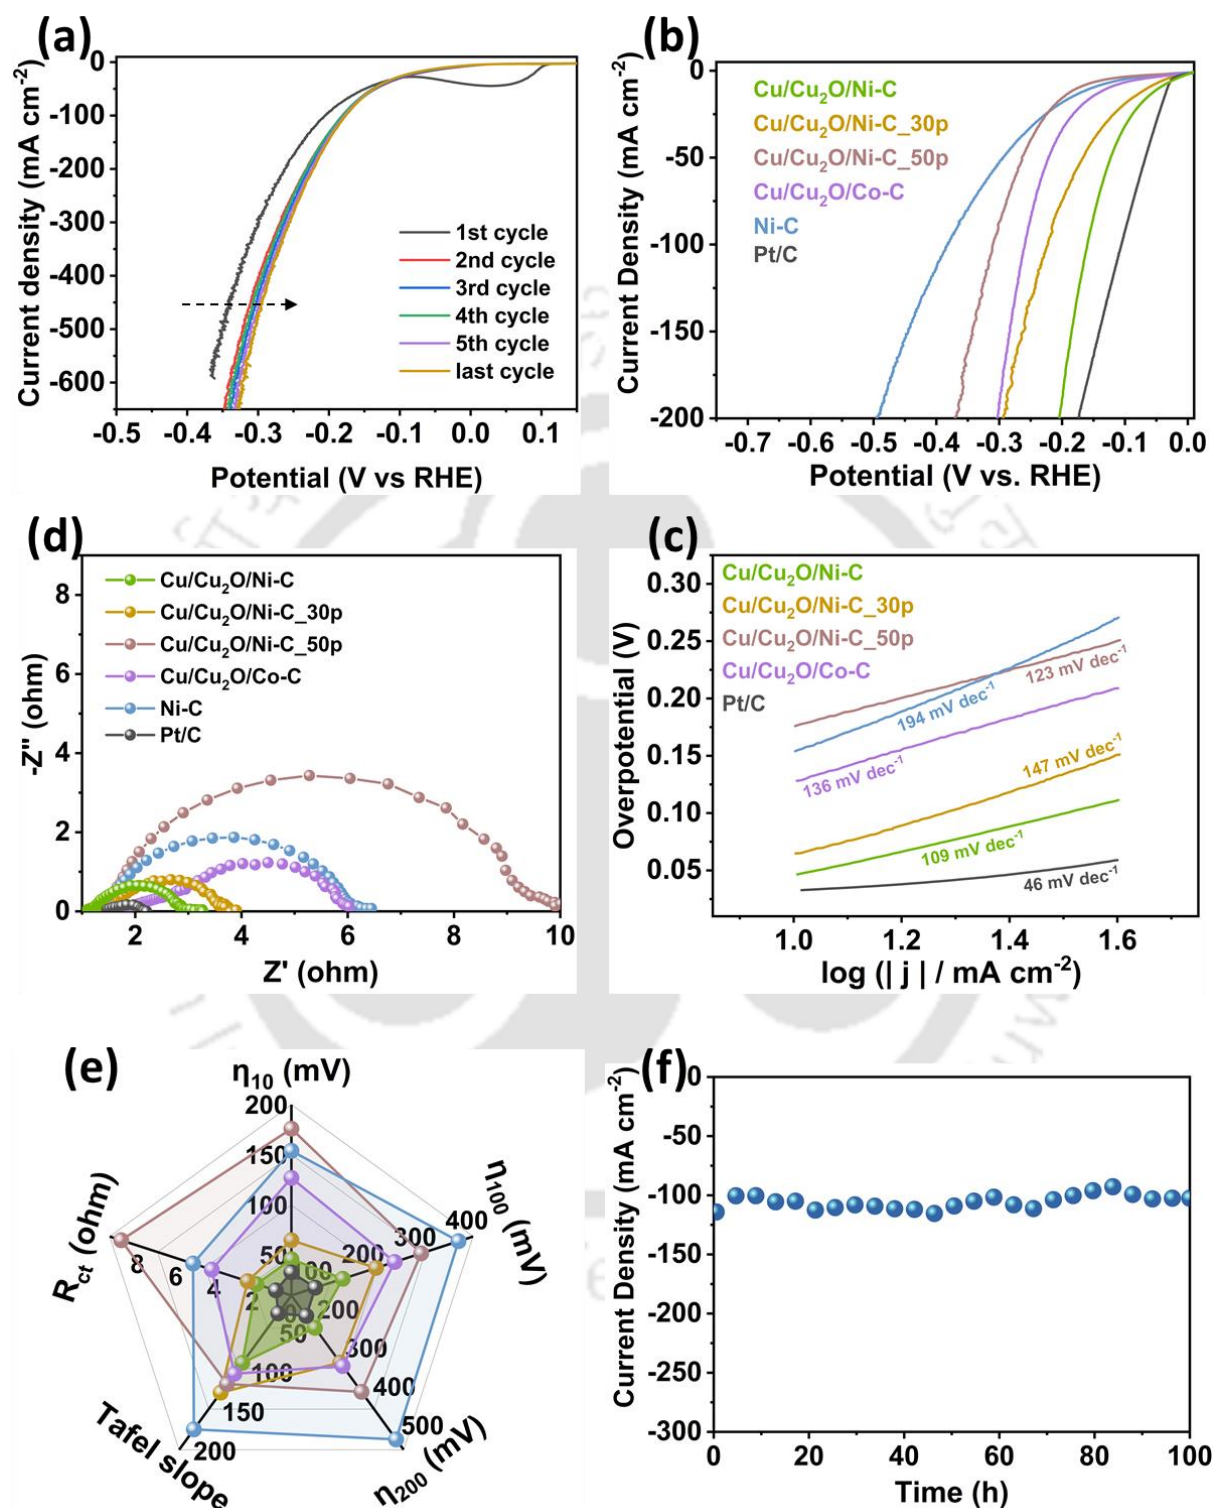 (a)
Current density (mA cm⁻²)
0
-100
-200
-300
-400
-500
-600
1st cycle
2nd cycle
3rd cycle
4th cycle
5th cycle
last cycle
-0.5 -0.4 -0.3 -0.2 -0.1 0.0 0.1
Potential (V vs RHE)
(b)
Current Density (mA cm⁻²)
0
-50
-100
-150
-200
Cu/Cu₂O/Ni-C
Cu/Cu₂O/Ni-C_30p
Cu/Cu₂O/Ni-C_50p
Cu/Cu₂O/Co-C
Ni-C
Pt/C
-0.7 -0.6 -0.5 -0.4 -0.3 -0.2 -0.1 0.0
Potential (V vs. RHE)
(d)
-Z'' (ohm)
8
6
4
2
0
Cu/Cu₂O/Ni-C
Cu/Cu₂O/Ni-C_30p
Cu/Cu₂O/Ni-C_50p
Cu/Cu₂O/Co-C
Ni-C
Pt/C
2 4 6 8 10
Z' (ohm)
(c)
Overpotential (V)
0.30
0.25
0.20
0.15
0.10
0.05
Cu/Cu₂O/Ni-C
Cu/Cu₂O/Ni-C_30p
Cu/Cu₂O/Ni-C_50p
Cu/Cu₂O/Co-C
Pt/C
123 mV dec⁻¹
194 mV dec⁻¹
136 mV dec⁻¹
147 mV dec⁻¹
109 mV dec⁻¹
46 mV dec⁻¹
1.0 1.2 1.4 1.6
log (| j | / mA cm⁻²)
(e)
η₁₀ (mV)
200
150
100
50
η₁₀₀ (mV)
400
300
200
100
η₂₀₀ (mV)
200
300
400
500
Tafel slope
50
100
150
200
R_ct (ohm)
8
6
4
2
(f)
Current Density (mA cm⁻²)
0
-50
-100
-150
-200
-250
-300
0 20 40 60 80 100
Time (h)